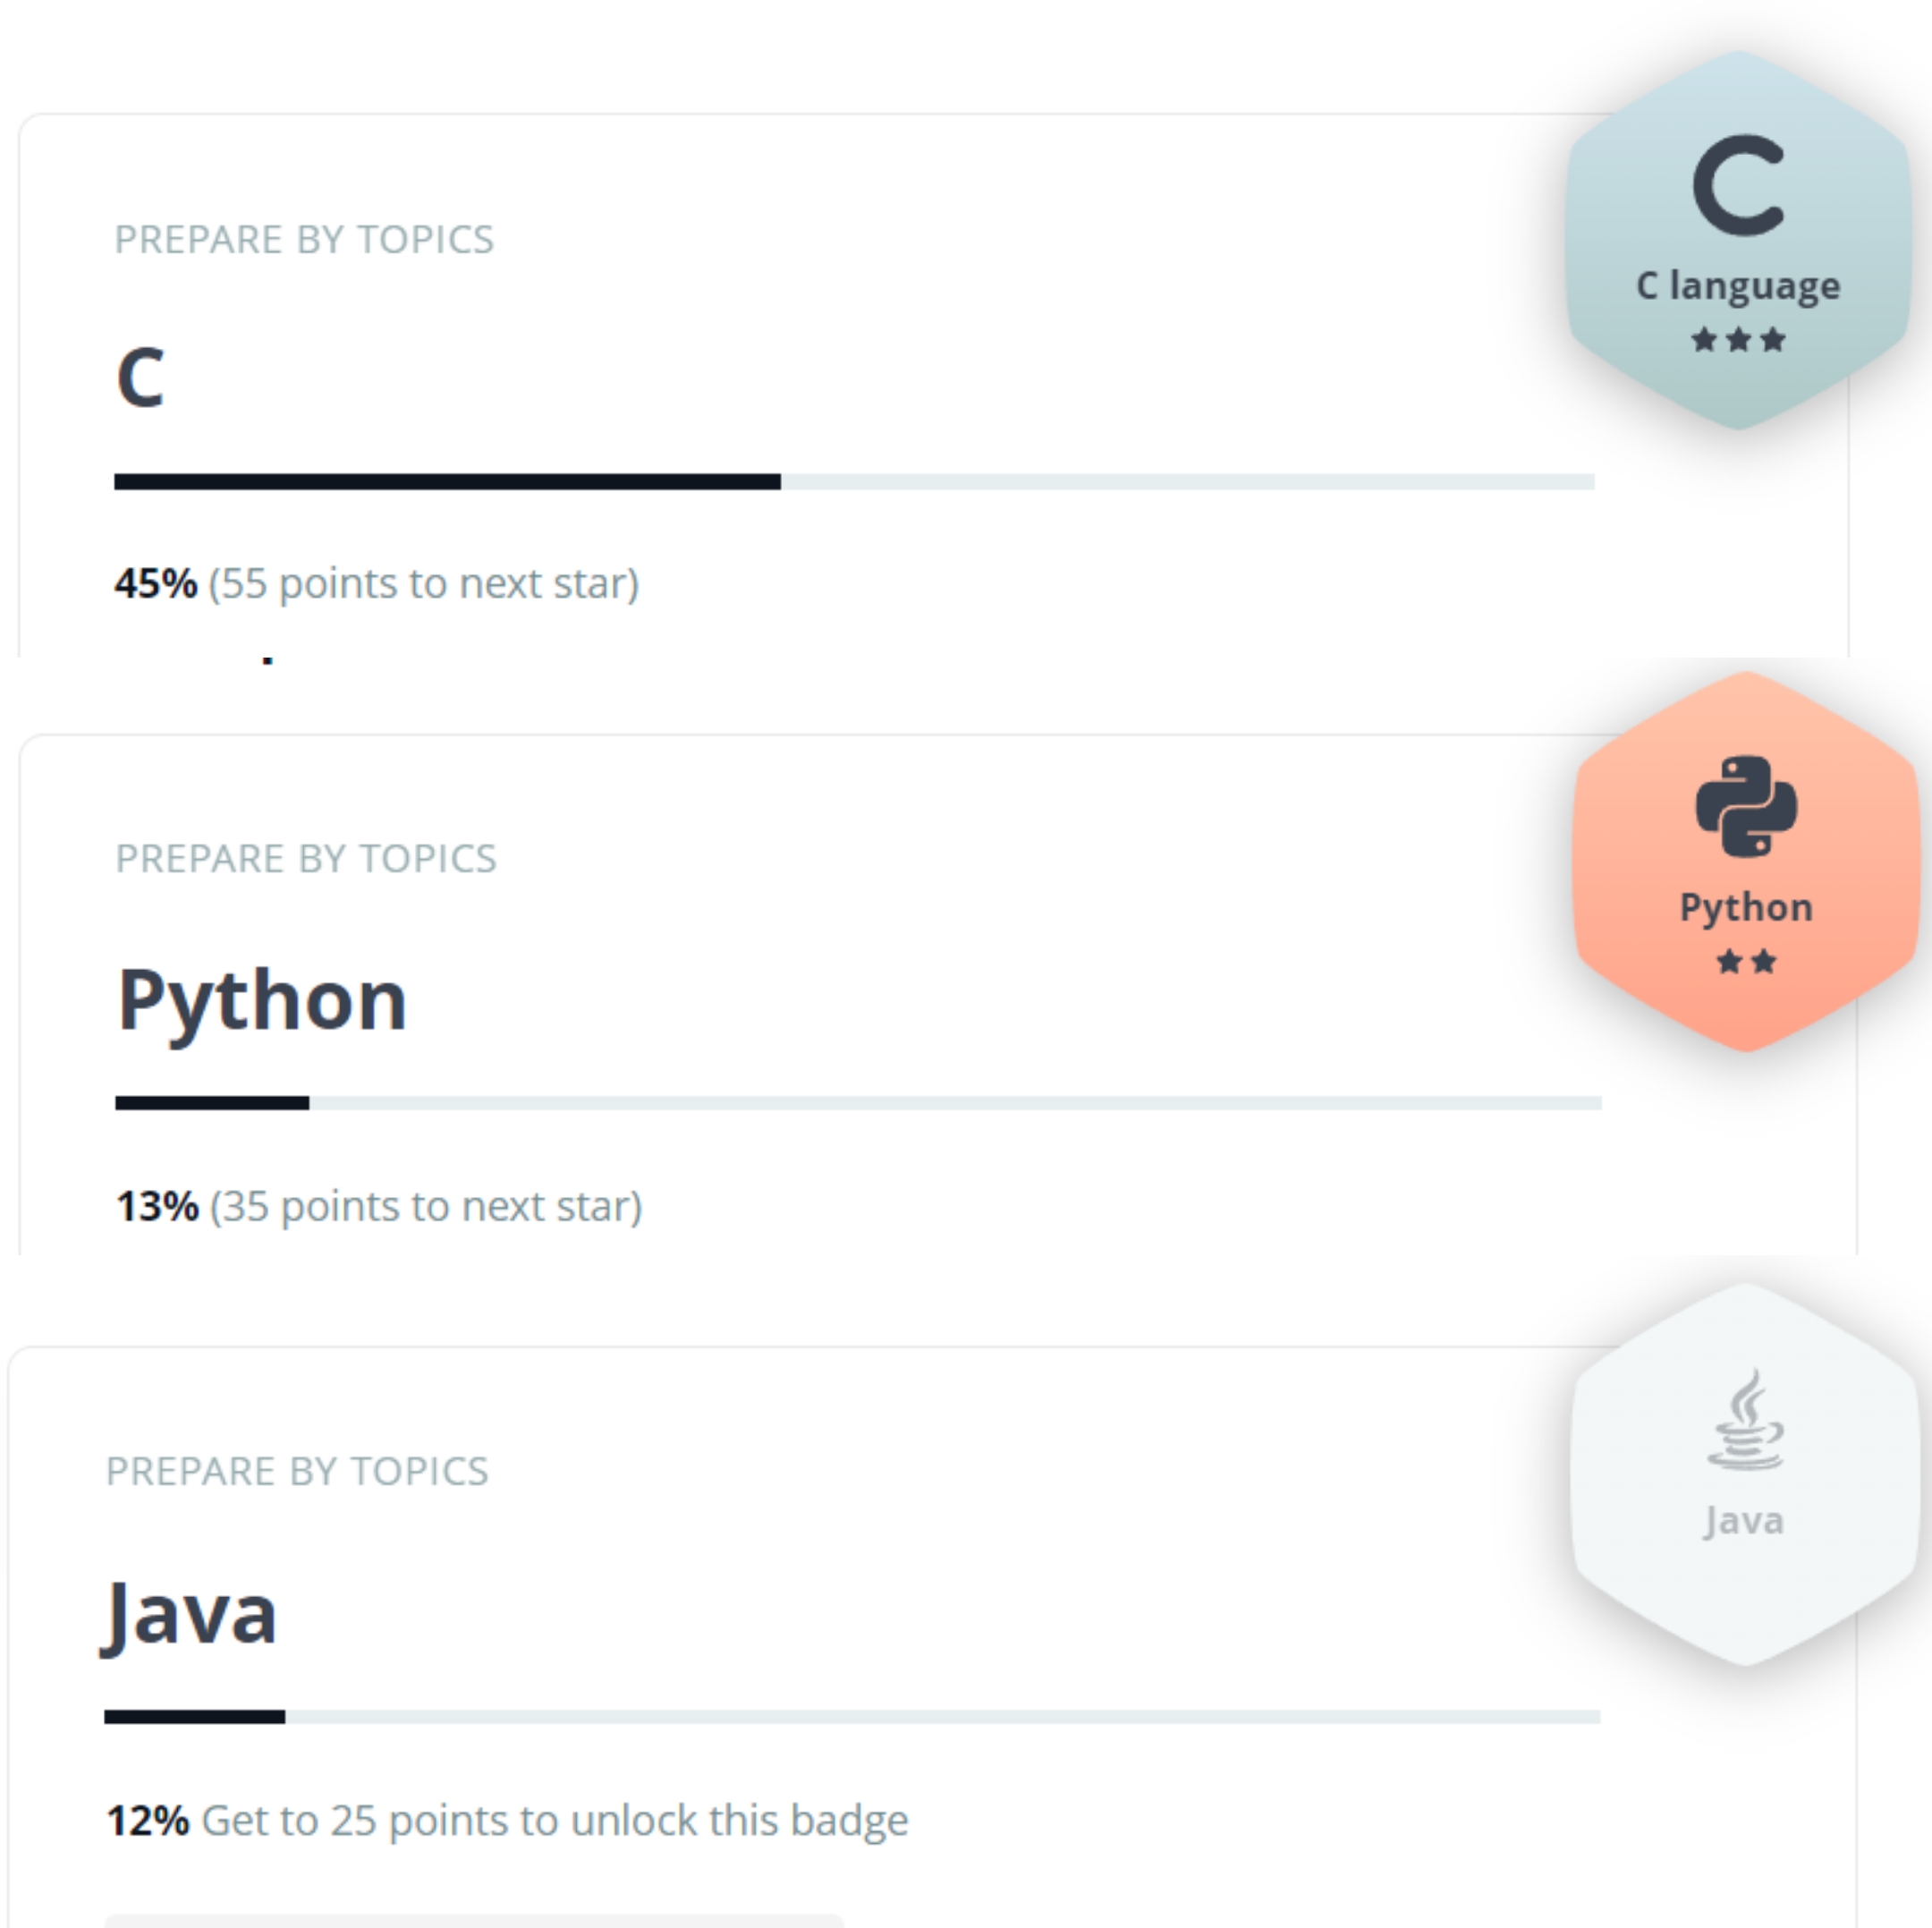 C language
PREPARE BY TOPICS
C
45% (55 points to next star)
Python
PREPARE BY TOPICS
Python
13% (35 points to next star)
Java
PREPARE BY TOPICS
Java
12% Get to 25 points to unlock this badge